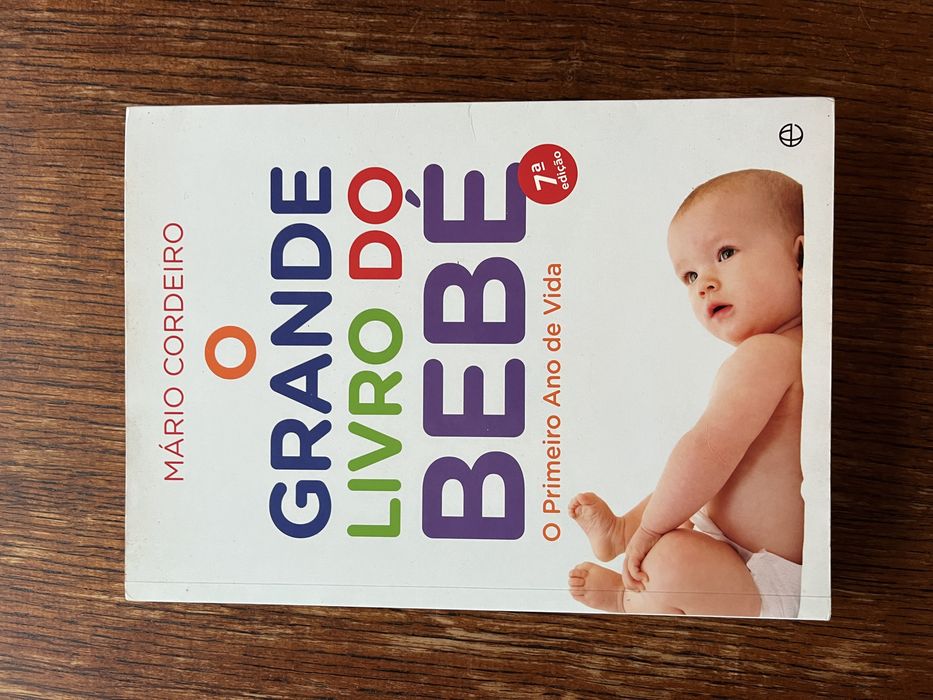 MÁRIO CORDEIRO
O
GRANDE
LIVRO DO
BEBÉ
7ª
edição
O Primeiro Ano de Vida